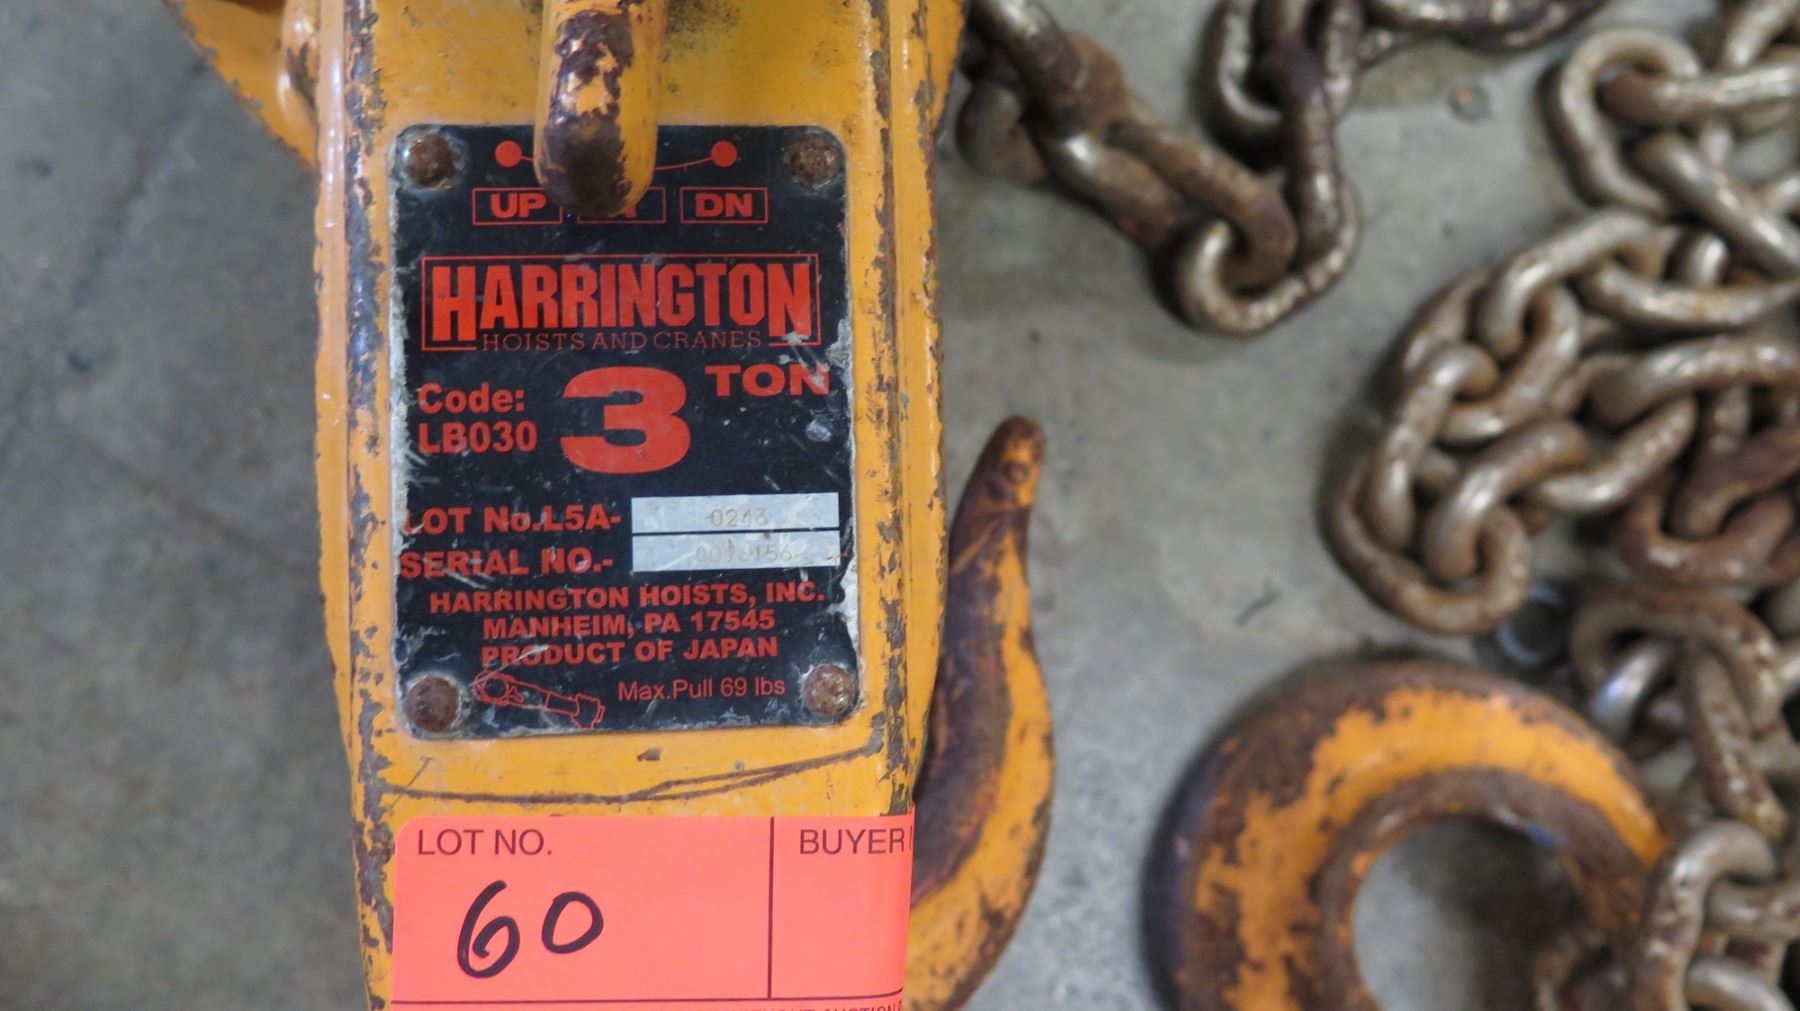 UP
DN
HARRINGTON
HOISTS AND CRANES
Code:
LB030
3 TON
LOT No.L5A- 0243
SERIAL NO.-
HARRINGTON HOISTS, INC.
MANHEIM, PA 17545
PRODUCT OF JAPAN
Max.Pull 69 lbs
LOT NO.
BUYER
60